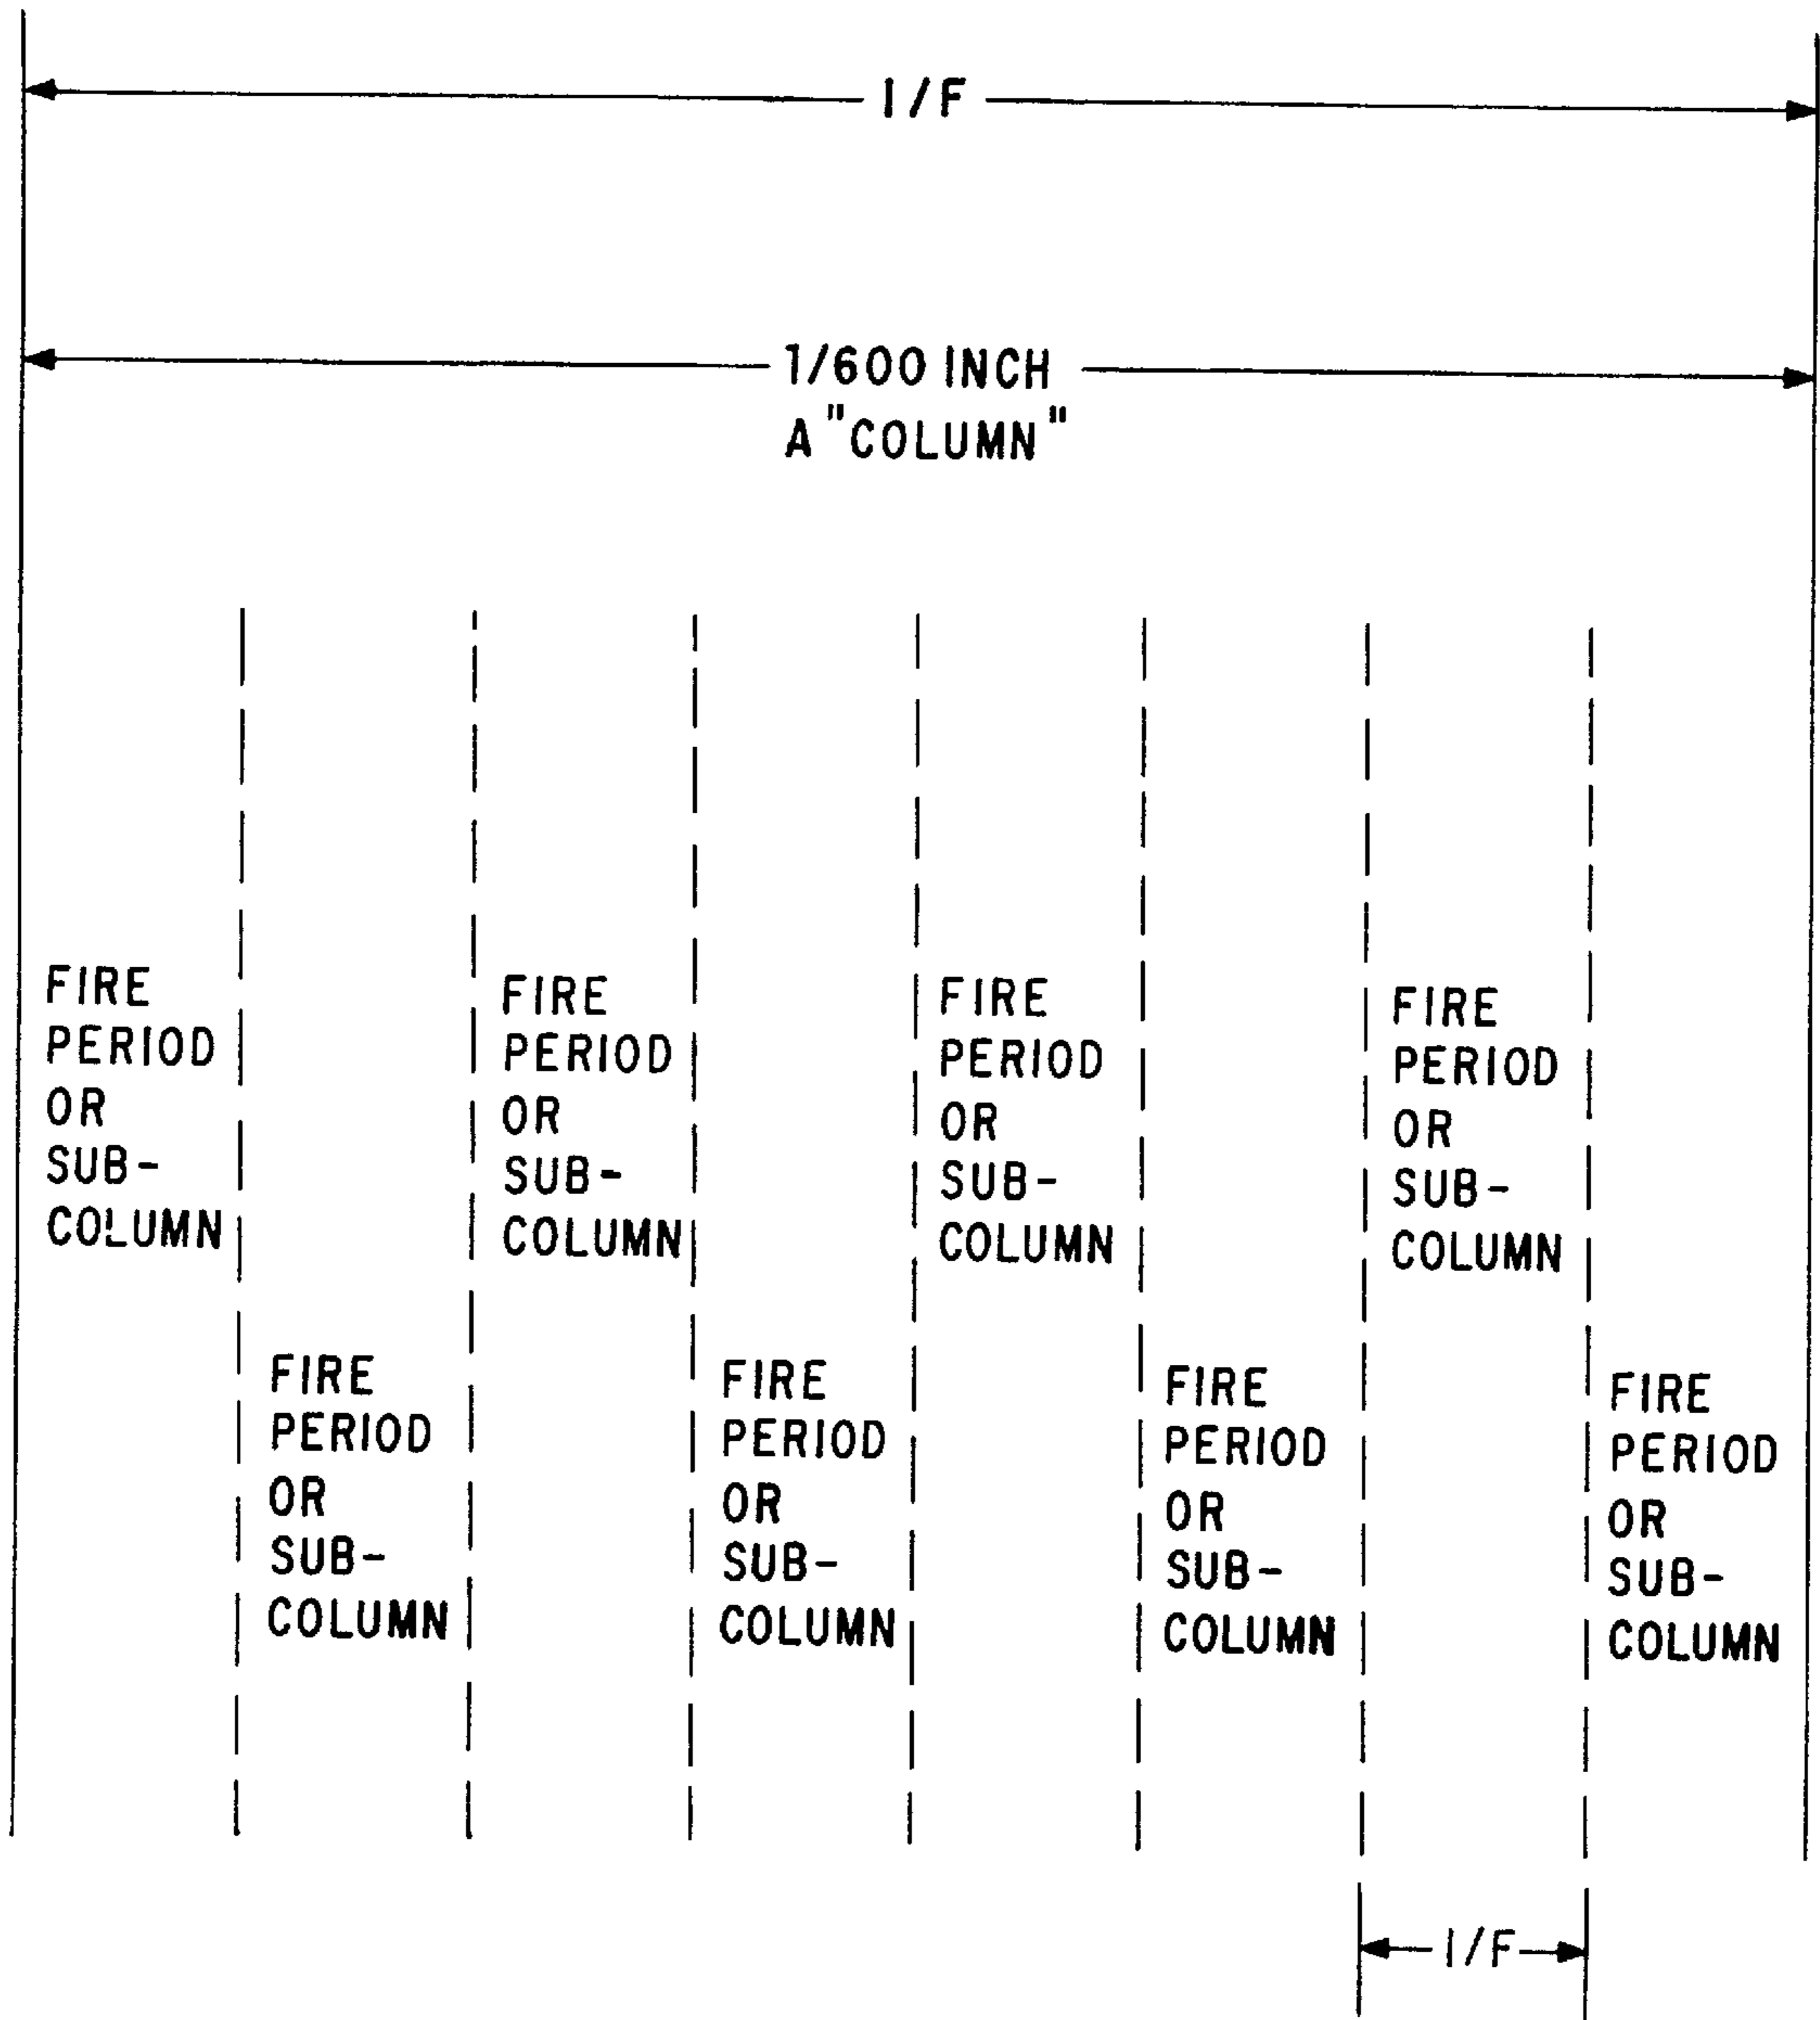 1/F
1/600 INCH
A "COLUMN"
FIRE
PERIOD
OR
SUB-
COLUMN
FIRE
PERIOD
OR
SUB-
COLUMN
FIRE
PERIOD
OR
SUB-
COLUMN
FIRE
PERIOD
OR
SUB-
COLUMN
FIRE
PERIOD
OR
SUB-
COLUMN
FIRE
PERIOD
OR
SUB-
COLUMN
FIRE
PERIOD
OR
SUB-
COLUMN
FIRE
PERIOD
OR
SUB-
COLUMN
1/F